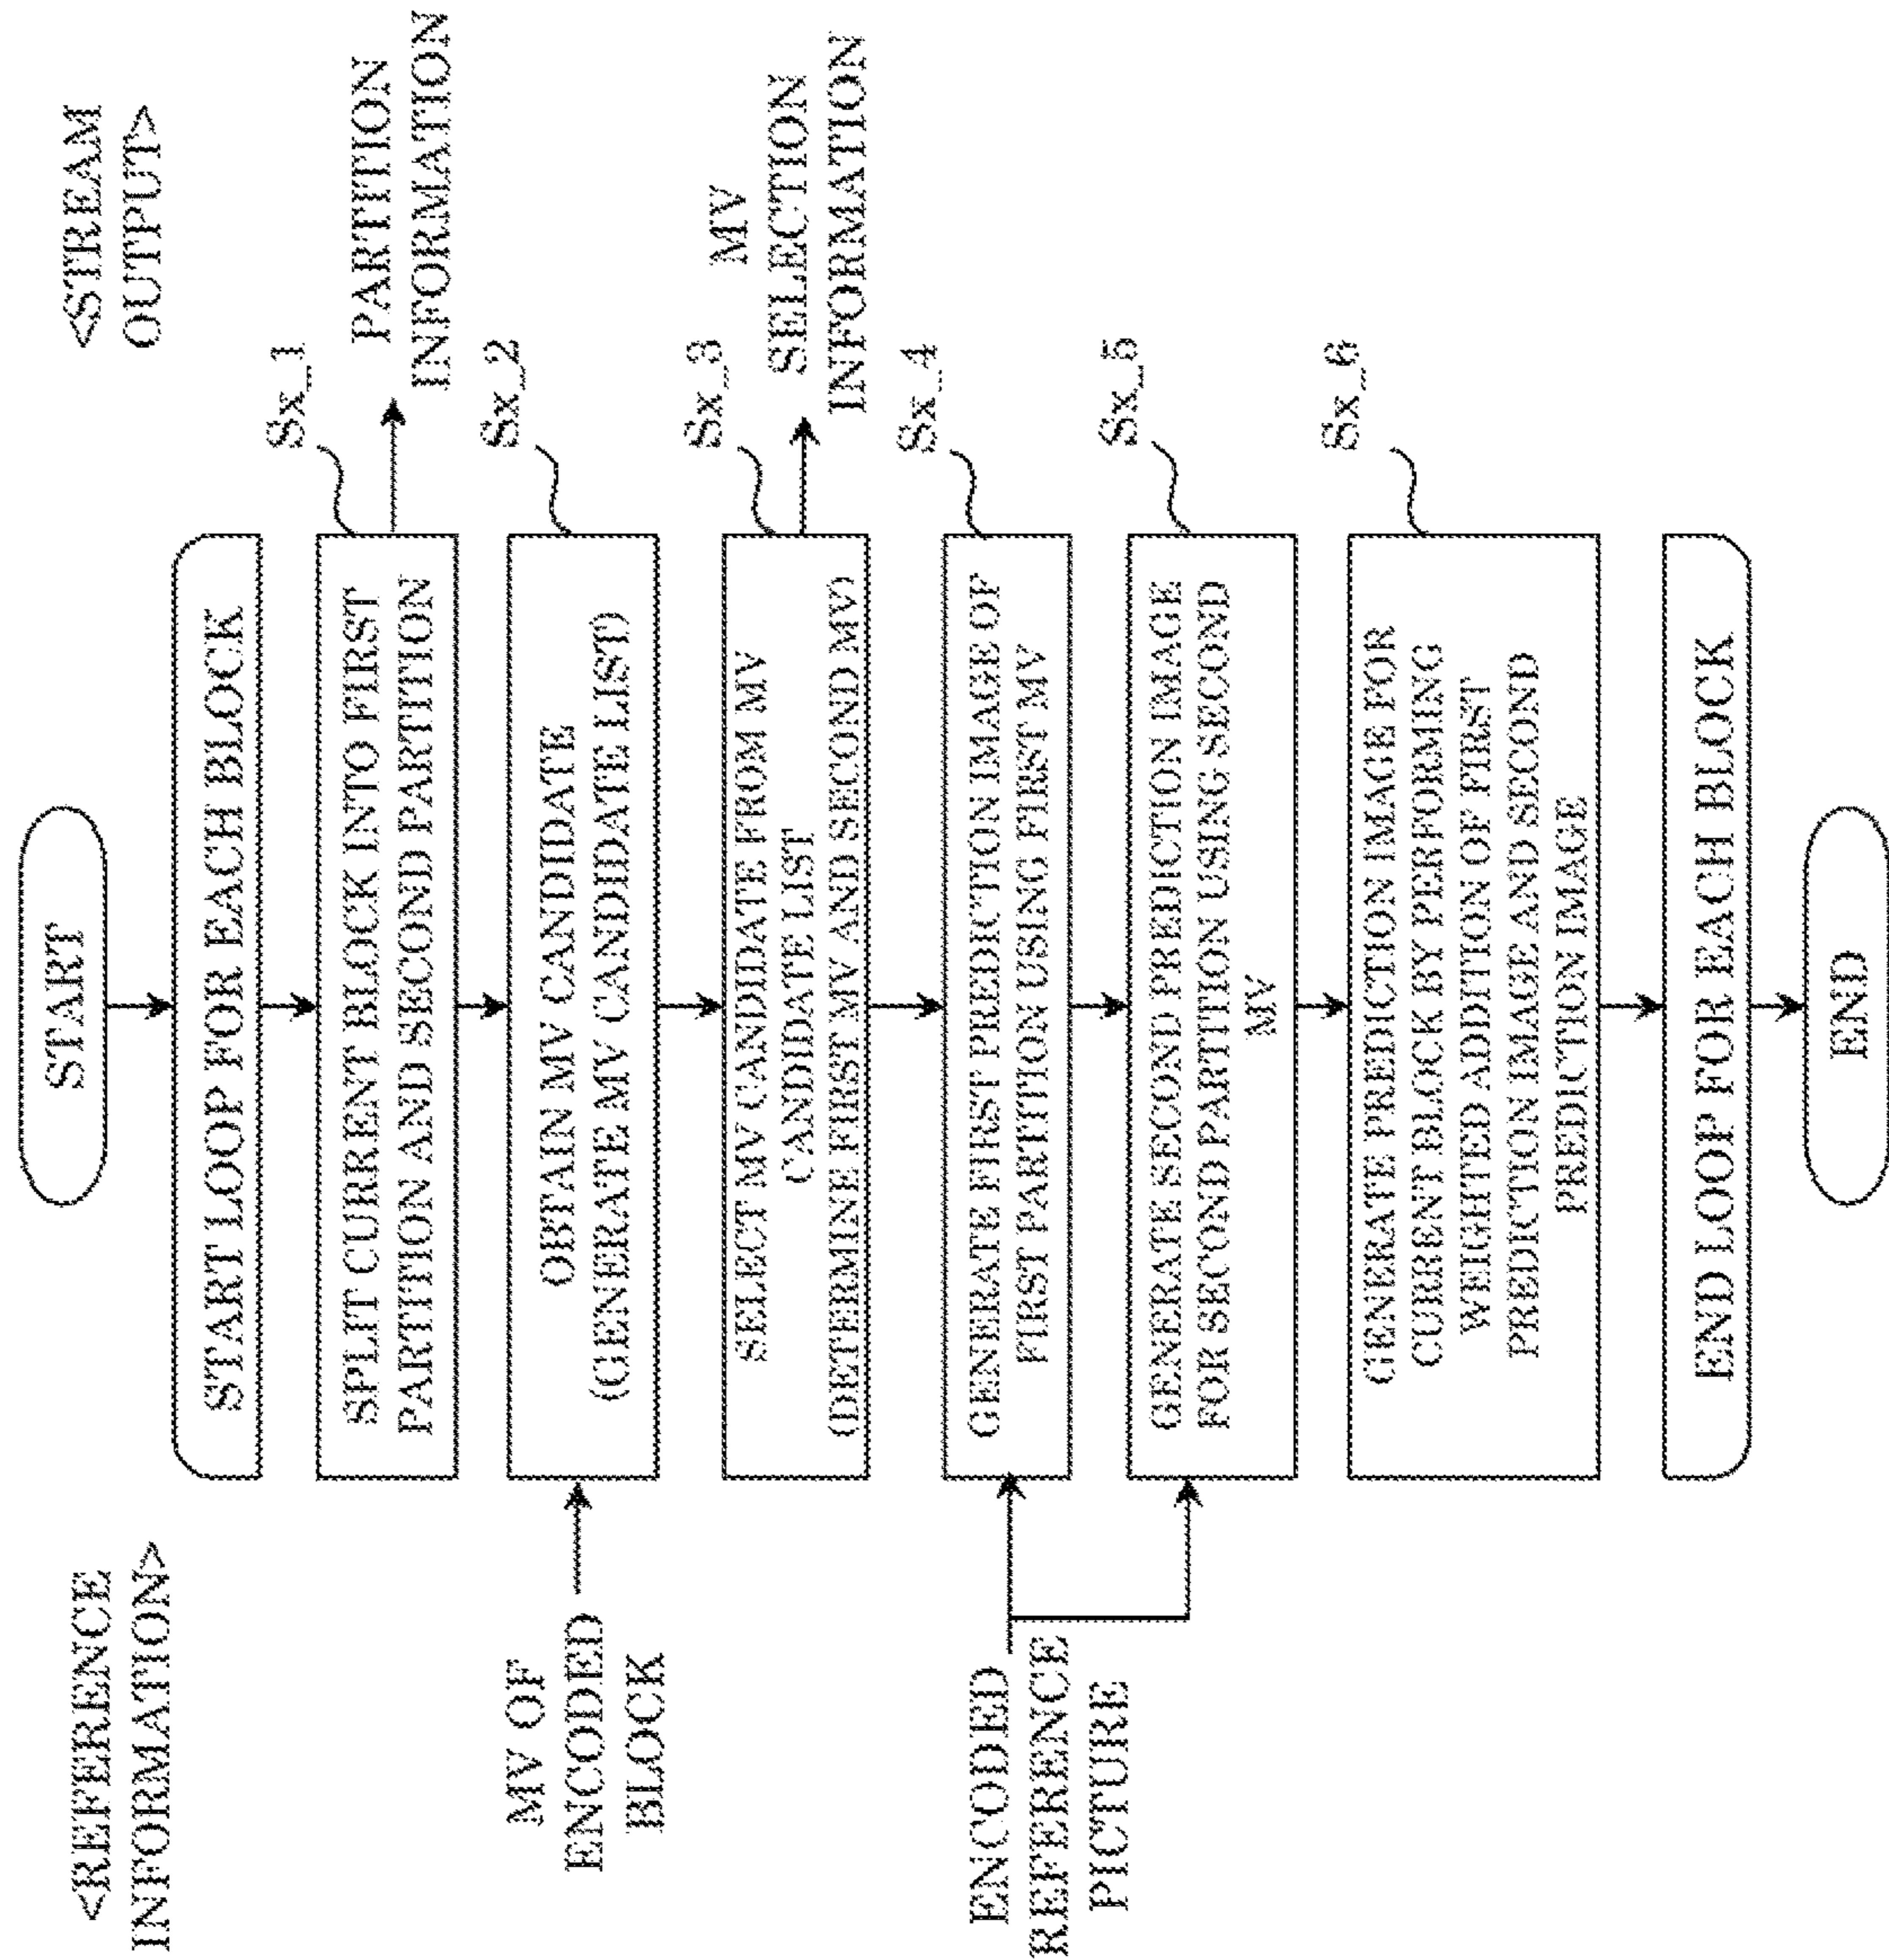 <REFERENCE
INFORMATION>
<STREAM
OUTPUT>
START
START LOOP FOR EACH BLOCK
SPLIT CURRENT BLOCK INTO FIRST
PARTITION AND SECOND PARTITION
Sx_1
PARTITION
INFORMATION
MV OF
ENCODED
BLOCK
OBTAIN MV CANDIDATE
(GENERATE MV CANDIDATE LIST)
Sx_2
SELECT MV CANDIDATE FROM MV
CANDIDATE LIST
(DETERMINE FIRST MV AND SECOND MV)
Sx_3
MV
SELECTION
INFORMATION
ENCODED
REFERENCE
PICTURE
GENERATE FIRST PREDICTION IMAGE OF
FIRST PARTITION USING FIRST MV
Sx_4
GENERATE SECOND PREDICTION IMAGE
FOR SECOND PARTITION USING SECOND
MV
Sx_5
GENERATE PREDICTION IMAGE FOR
CURRENT BLOCK BY PERFORMING
WEIGHTED ADDITION OF FIRST
PREDICTION IMAGE AND SECOND
PREDICTION IMAGE
Sx_6
END LOOP FOR EACH BLOCK
END